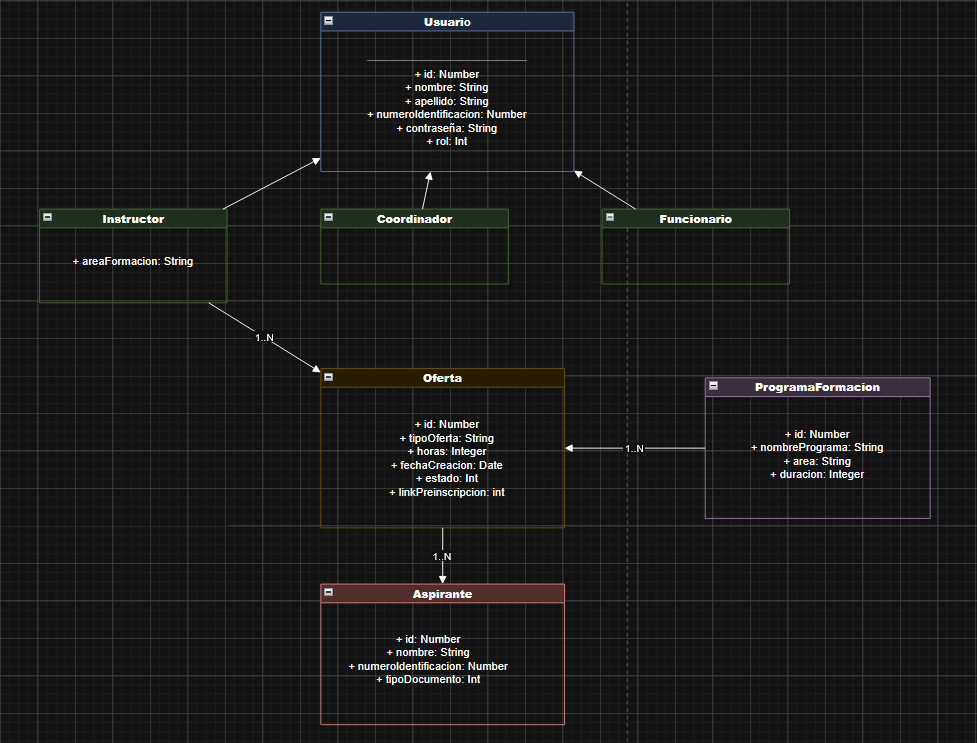 Usuario
+ id: Number
+ nombre: String
+ apellido: String
+ numeroIdentificacion: Number
+ contraseña: String
+ rol: Int
Instructor
+ areaFormacion: String
Coordinador
Funcionario
1..N
Oferta
+ id: Number
+ tipoOferta: String
+ horas: Integer
+ fechaCreacion: Date
+ estado: Int
+ linkPreinscripcion: int
1..N
ProgramaFormacion
+ id: Number
+ nombrePrograma: String
+ area: String
+ duracion: Integer
1..N
Aspirante
+ id: Number
+ nombre: String
+ numeroIdentificacion: Number
+ tipoDocumento: Int